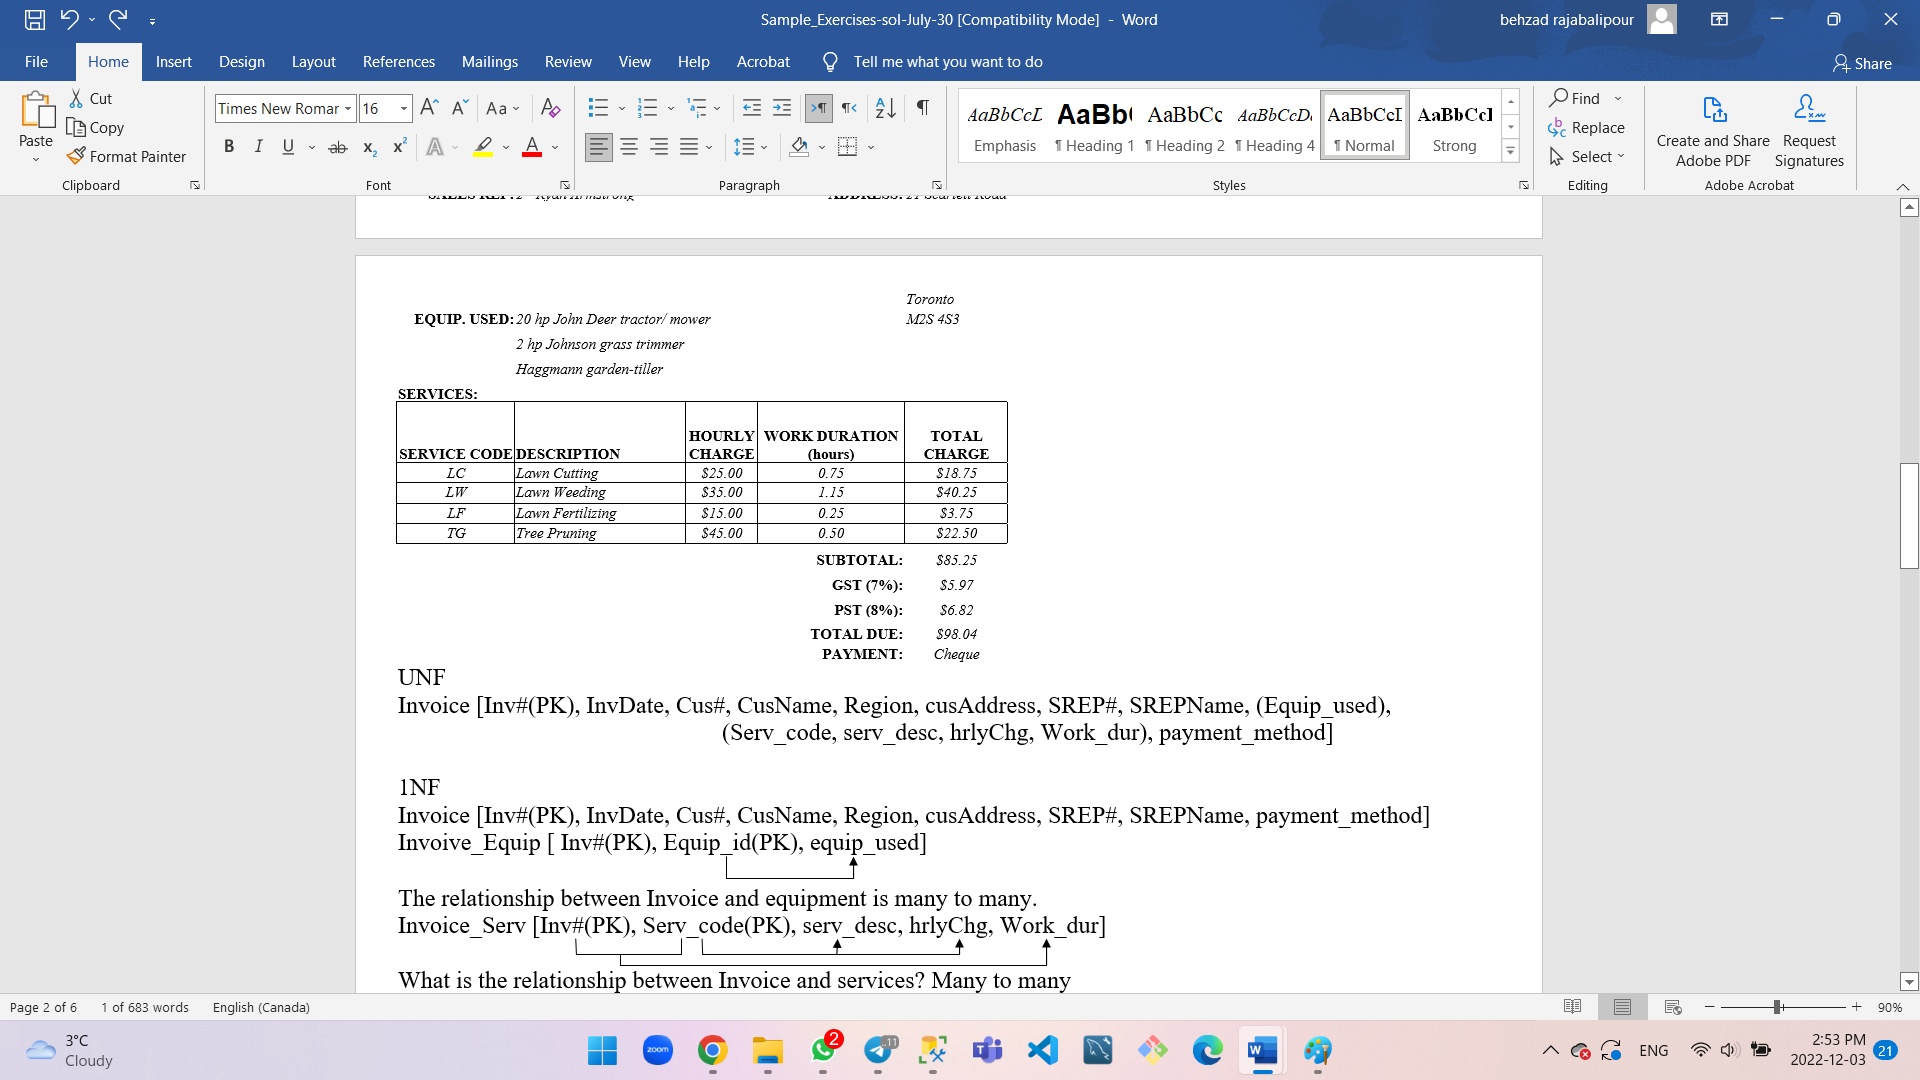 Sample_Exercises-sol-July-30 [Compatibility Mode] - Word
behzad rajabalipour
File Home Insert Design Layout References Mailings Review View Help Acrobat Tell me what you want to do
Share
Paste
Cut
Copy
Format Painter
Clipboard
Times New Roman 16
Aa
B I U ab x₂ x² A A
Font
Paragraph
AaBbCcI Emphasis
AaBb( ¶ Heading 1
AaBbCc ¶ Heading 2
AaBbCcDi ¶ Heading 4
AaBbCcI ¶ Normal
AaBbCcI Strong
Styles
Find
Replace
Select
Editing
Create and Share Adobe PDF
Request Signatures
Adobe Acrobat
Toronto
EQUIP. USED: 20 hp John Deer tractor/ mower M2S 4S3
2 hp Johnson grass trimmer
Haggmann garden-tiller
SERVICES:
SERVICE CODE DESCRIPTION HOURLY CHARGE WORK DURATION (hours) TOTAL CHARGE
LC Lawn Cutting $25.00 0.75 $18.75
LW Lawn Weeding $35.00 1.15 $40.25
LF Lawn Fertilizing $15.00 0.25 $3.75
TG Tree Pruning $45.00 0.50 $22.50
SUBTOTAL: $85.25
GST (7%): $5.97
PST (8%): $6.82
TOTAL DUE: $98.04
PAYMENT: Cheque
UNF
Invoice [Inv#(PK), InvDate, Cus#, CusName, Region, cusAddress, SREP#, SREPName, (Equip_used),
(Serv_code, serv_desc, hrlyChg, Work_dur), payment_method]
1NF
Invoice [Inv#(PK), InvDate, Cus#, CusName, Region, cusAddress, SREP#, SREPName, payment_method]
Invoive_Equip [ Inv#(PK), Equip_id(PK), equip_used]
The relationship between Invoice and equipment is many to many.
Invoice_Serv [Inv#(PK), Serv_code(PK), serv_desc, hrlyChg, Work_dur]
What is the relationship between Invoice and services? Many to many
Page 2 of 6 1 of 683 words English (Canada) 90%
3°C
Cloudy
zoom
2
..11
ENG
2:53 PM
2022-12-03
21